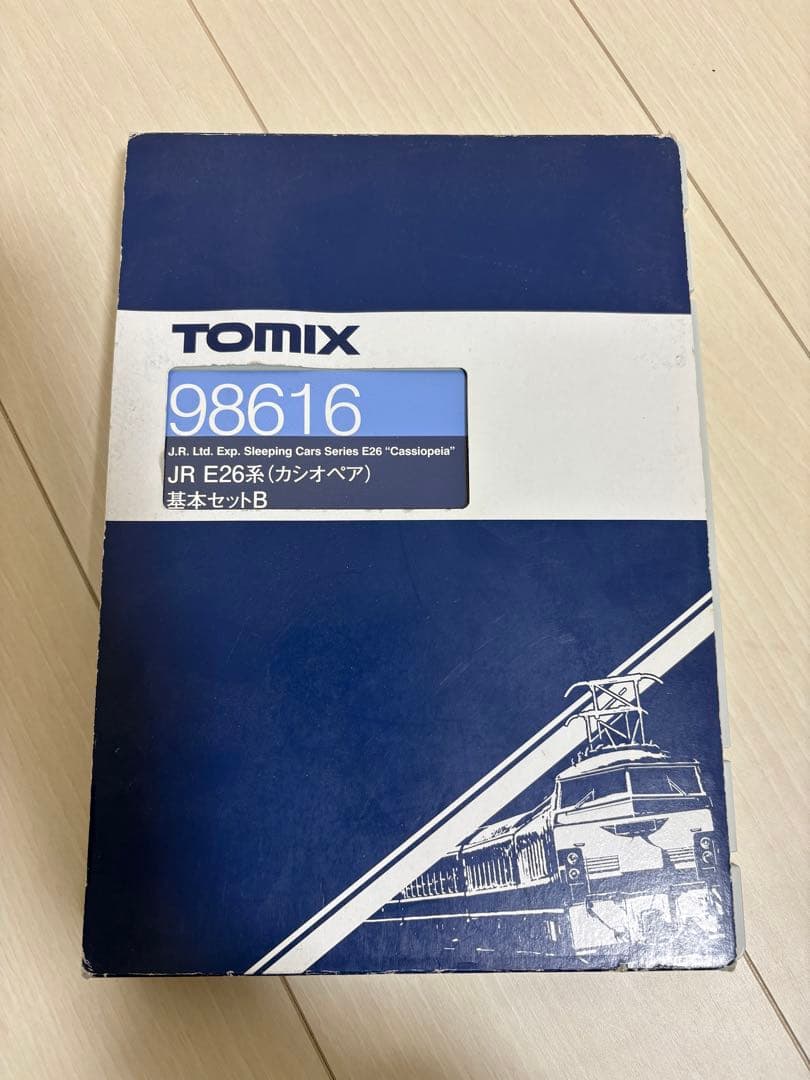 TOMIX
98616
J.R. Ltd. Exp. Sleeping Cars Series E26 “Cassiopeia”
JR E26系(カシオペア)
基本セットB